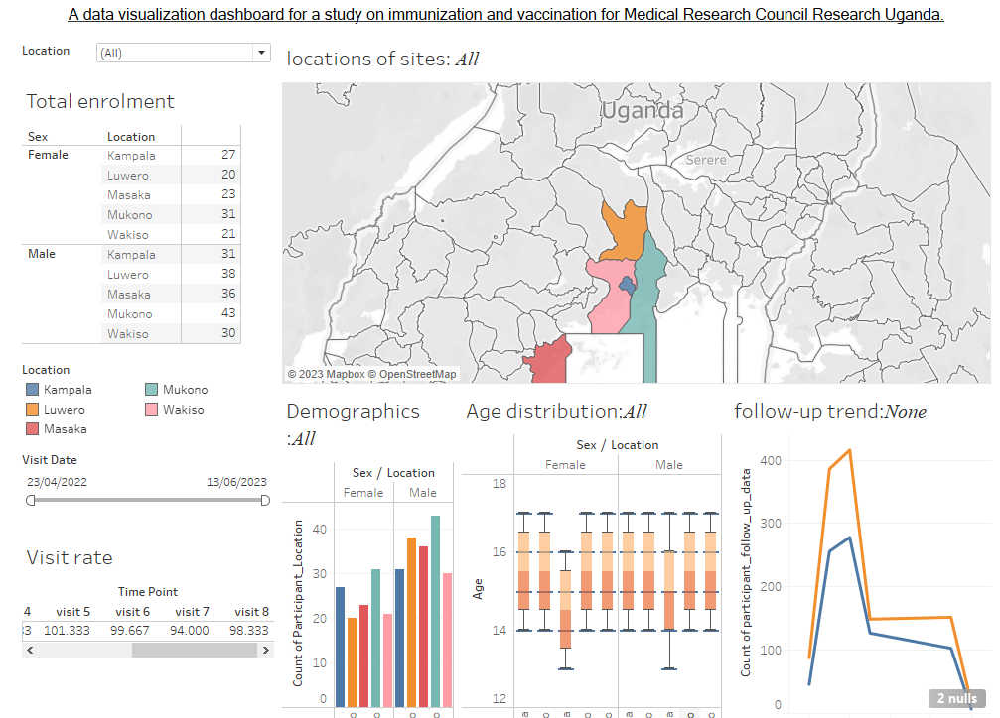 A data visualization dashboard for a study on immunization and vaccination for Medical Research Council Research Uganda.
Location (All)
locations of sites: All
Total enrolment
Sex Location
Female Kampala 27
Luwero 20
Masaka 23
Mukono 31
Wakiso 21
Male Kampala 31
Luwero 38
Masaka 36
Mukono 43
Wakiso 30
Uganda
Serere
© 2023 Mapbox © OpenStreetMap
Location
Kampala Mukono
Luwero Wakiso
Masaka
Visit Date
23/04/2022 13/06/2023
Visit rate
Time Point
4 visit 5 visit 6 visit 7 visit 8
3 101.333 99.667 94.000 98.333
Demographics
:All
Sex / Location
Female Male
Count of Participant_Location
40
30
20
10
0
o o o o
Age distribution:All
Sex / Location
Female Male
Age
18
16
14
12
a o a o o a o a o o
follow-up trend:None
Count of participant_follow_up_data
400
300
200
100
0
2 nulls